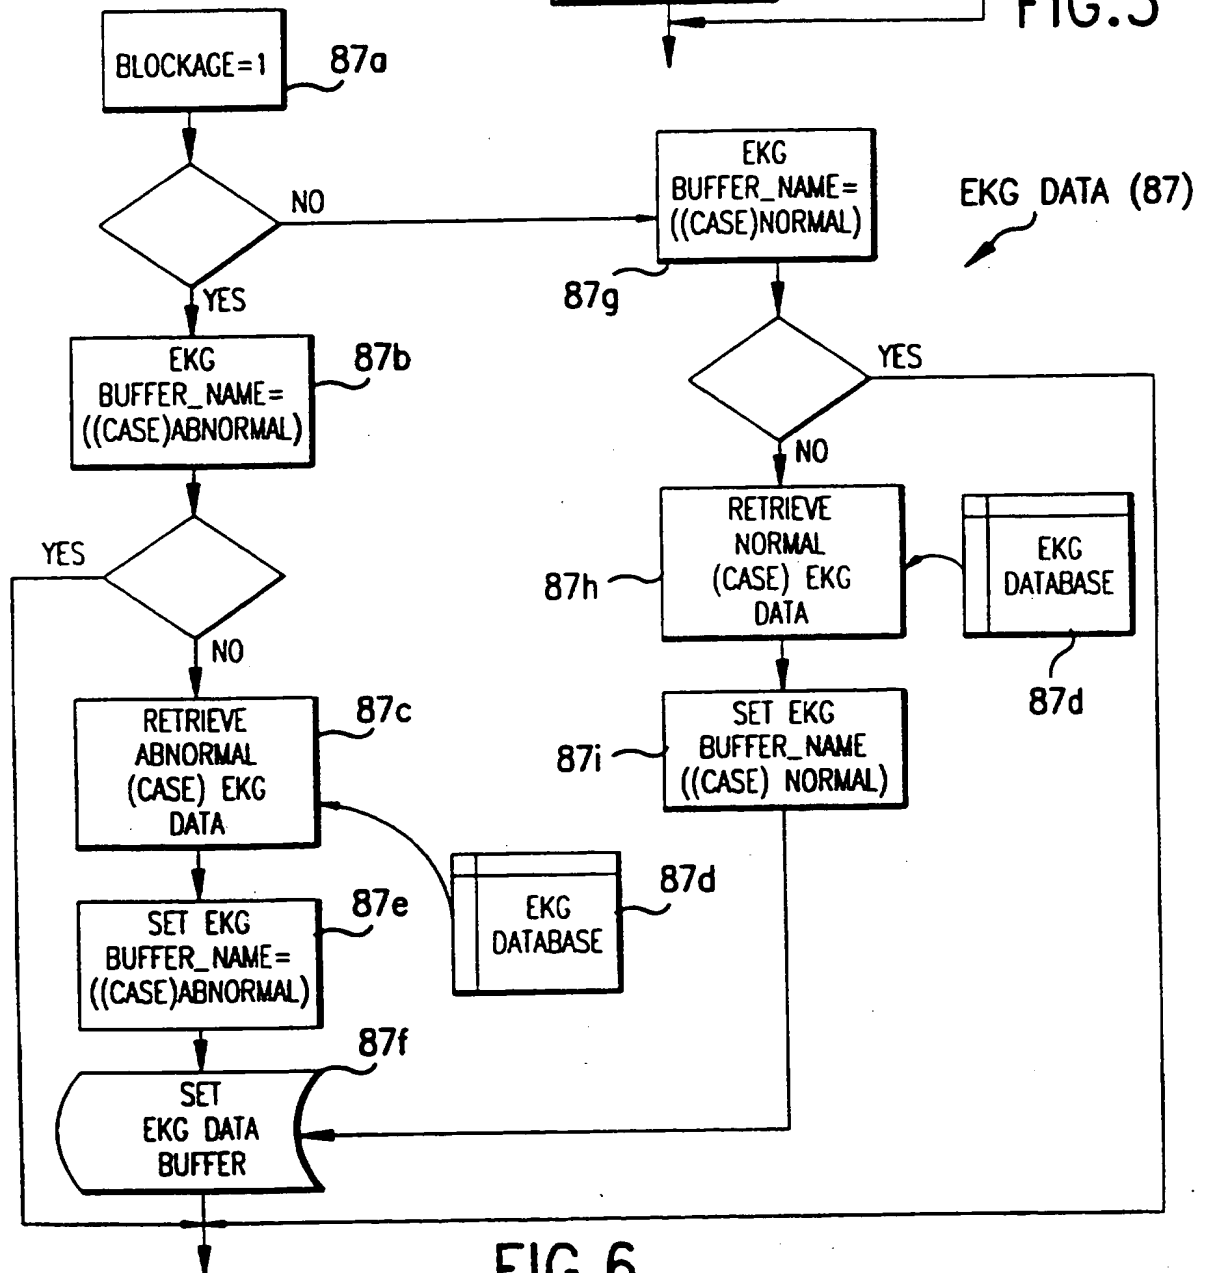 FIG.5
BLOCKAGE=1
87a
NO
YES
EKG
BUFFER_NAME=
((CASE)NORMAL)
87g
EKG DATA (87)
EKG
BUFFER_NAME=
((CASE)ABNORMAL)
87b
YES
NO
YES
NO
RETRIEVE
NORMAL
(CASE) EKG
DATA
87h
EKG
DATABASE
87d
RETRIEVE
ABNORMAL
(CASE) EKG
DATA
87c
SET EKG
BUFFER_NAME
((CASE) NORMAL)
87i
EKG
DATABASE
87d
SET EKG
BUFFER_NAME=
((CASE)ABNORMAL)
87e
SET
EKG DATA
BUFFER
87f
FIG.6